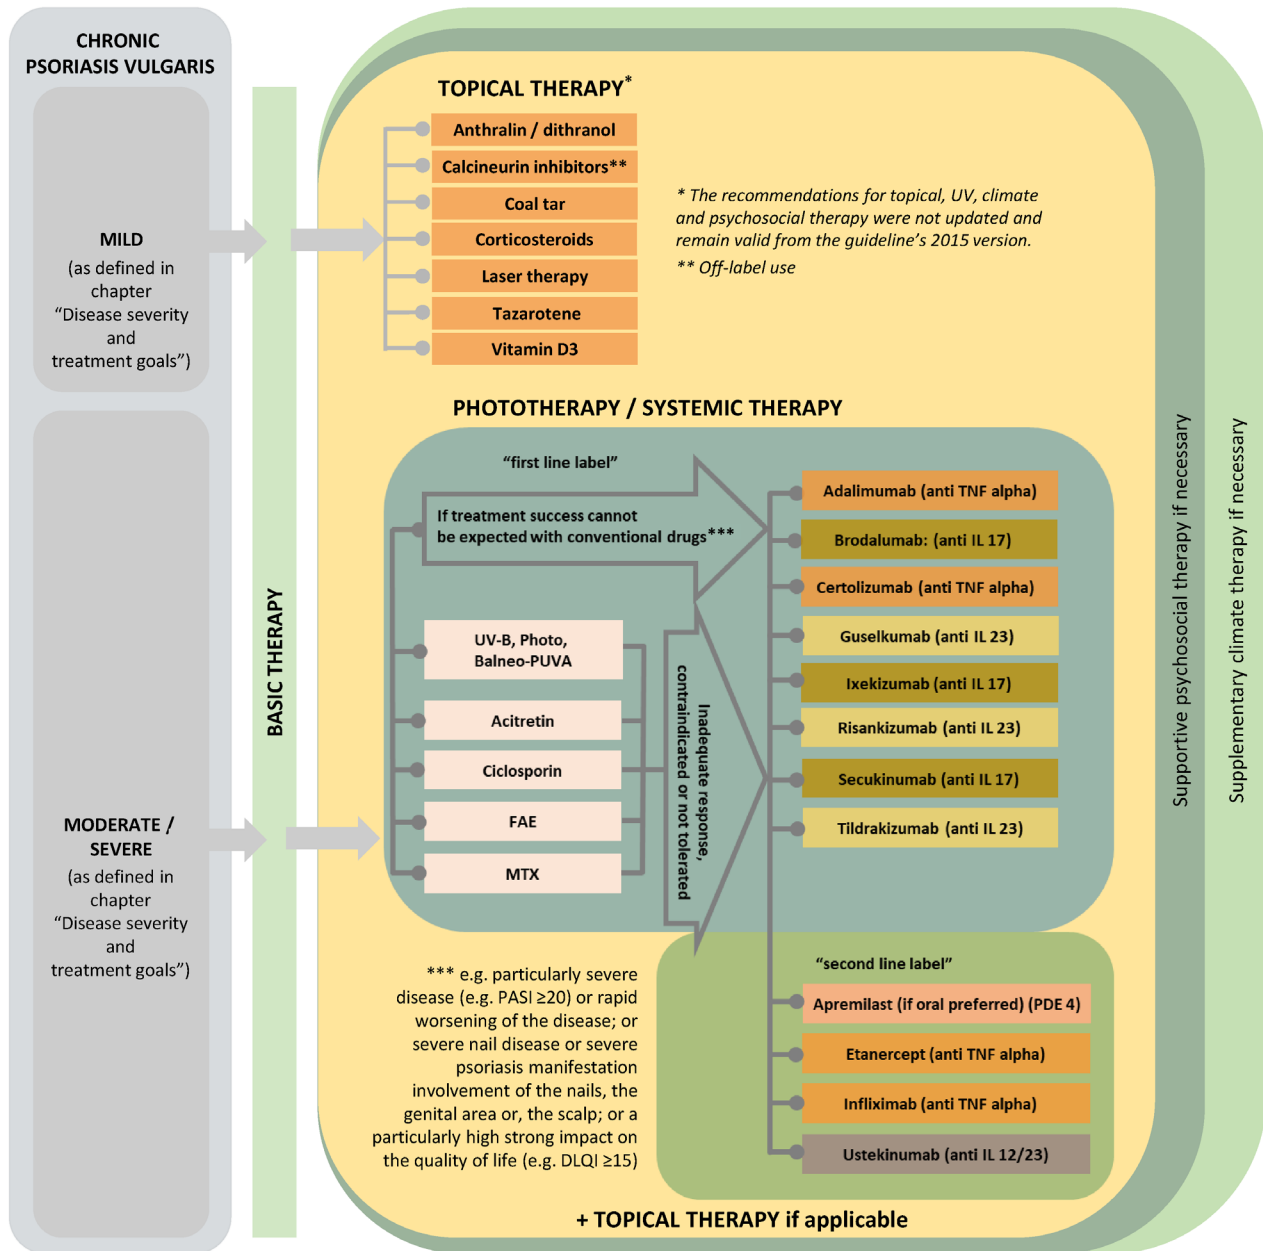 CHRONIC
PSORIASIS VULGARIS
MILD
(as defined in
chapter
“Disease severity
and
treatment goals”)
MODERATE /
SEVERE
(as defined in
chapter
“Disease severity
and
treatment goals”)
BASIC THERAPY
TOPICAL THERAPY*
Anthralin / dithranol
Calcineurin inhibitors**
Coal tar
Corticosteroids
Laser therapy
Tazarotene
Vitamin D3
* The recommendations for topical, UV, climate
and psychosocial therapy were not updated and
remain valid from the guideline’s 2015 version.
** Off-label use
PHOTOTHERAPY / SYSTEMIC THERAPY
“first line label”
If treatment success cannot
be expected with conventional drugs***
UV-B, Photo,
Balneo-PUVA
Acitretin
Ciclosporin
FAE
MTX
Inadequate response,
contraindicated or not tolerated
Adalimumab (anti TNF alpha)
Brodalumab: (anti IL 17)
Certolizumab (anti TNF alpha)
Guselkumab (anti IL 23)
Ixekizumab (anti IL 17)
Risankizumab (anti IL 23)
Secukinumab (anti IL 17)
Tildrakizumab (anti IL 23)
“second line label”
Apremilast (if oral preferred) (PDE 4)
Etanercept (anti TNF alpha)
Infliximab (anti TNF alpha)
Ustekinumab (anti IL 12/23)
*** e.g. particularly severe
disease (e.g. PASI ≥20) or rapid
worsening of the disease; or
severe nail disease or severe
psoriasis manifestation
involvement of the nails, the
genital area or, the scalp; or a
particularly high strong impact on
the quality of life (e.g. DLQI ≥15)
+ TOPICAL THERAPY if applicable
Supportive psychosocial therapy if necessary
Supplementary climate therapy if necessary